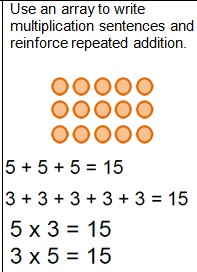 Use an array to write
multiplication sentences and
reinforce repeated addition.
5 + 5 + 5 = 15
3 + 3 + 3 + 3 + 3 = 15
5 x 3 = 15
3 x 5 = 15